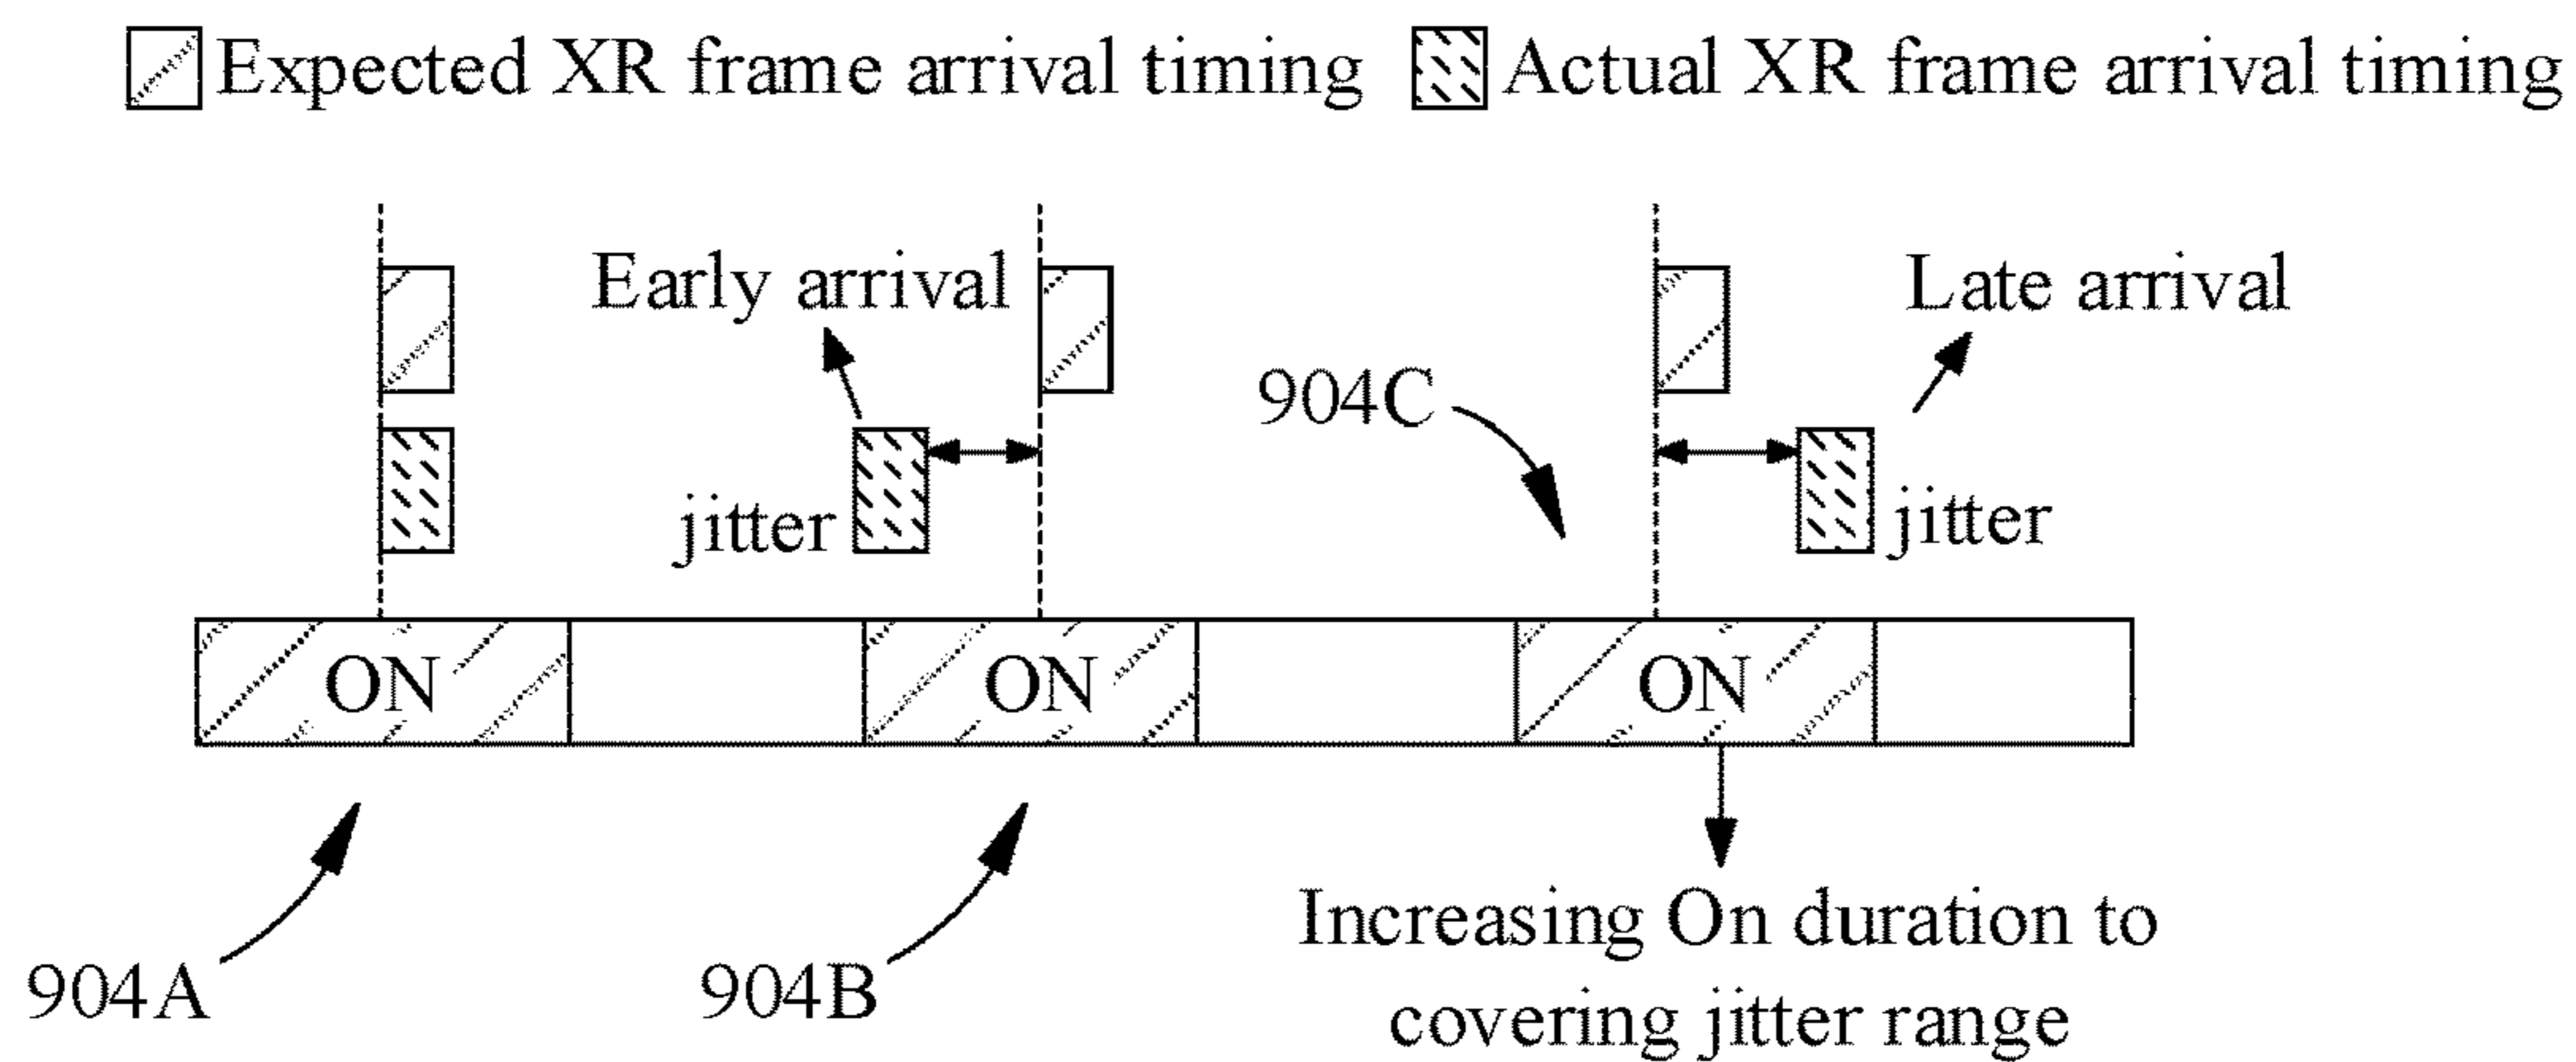 Expected XR frame arrival timing
Actual XR frame arrival timing
Early arrival
Late arrival
904C
jitter
jitter
ON
ON
ON
904A
904B
Increasing On duration to
covering jitter range